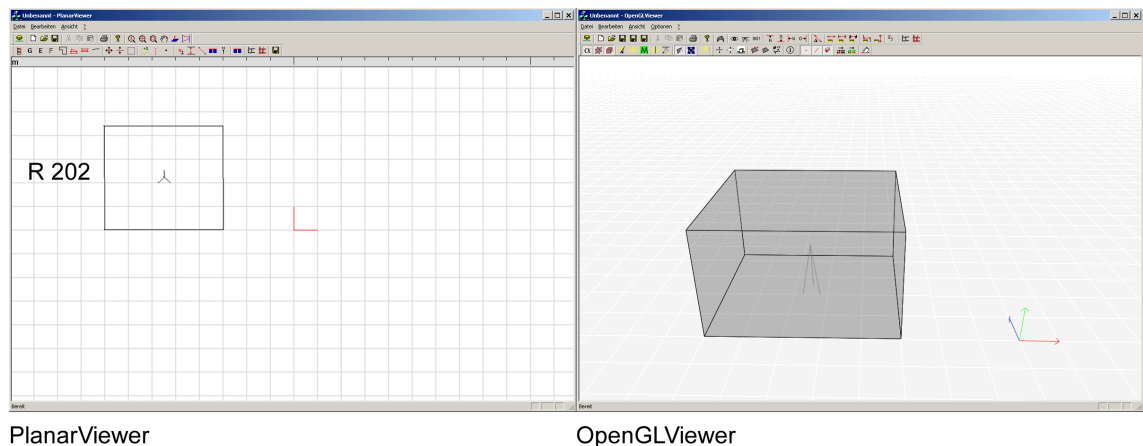 Unbenannt - PlanarViewer
Datei Bearbeiten Ansicht ?
G E F
m
R 202
Bereit
PlanarViewer
Unbenannt - OpenGLViewer
Datei Bearbeiten Ansicht Optionen ?
M
Bereit
OpenGLViewer